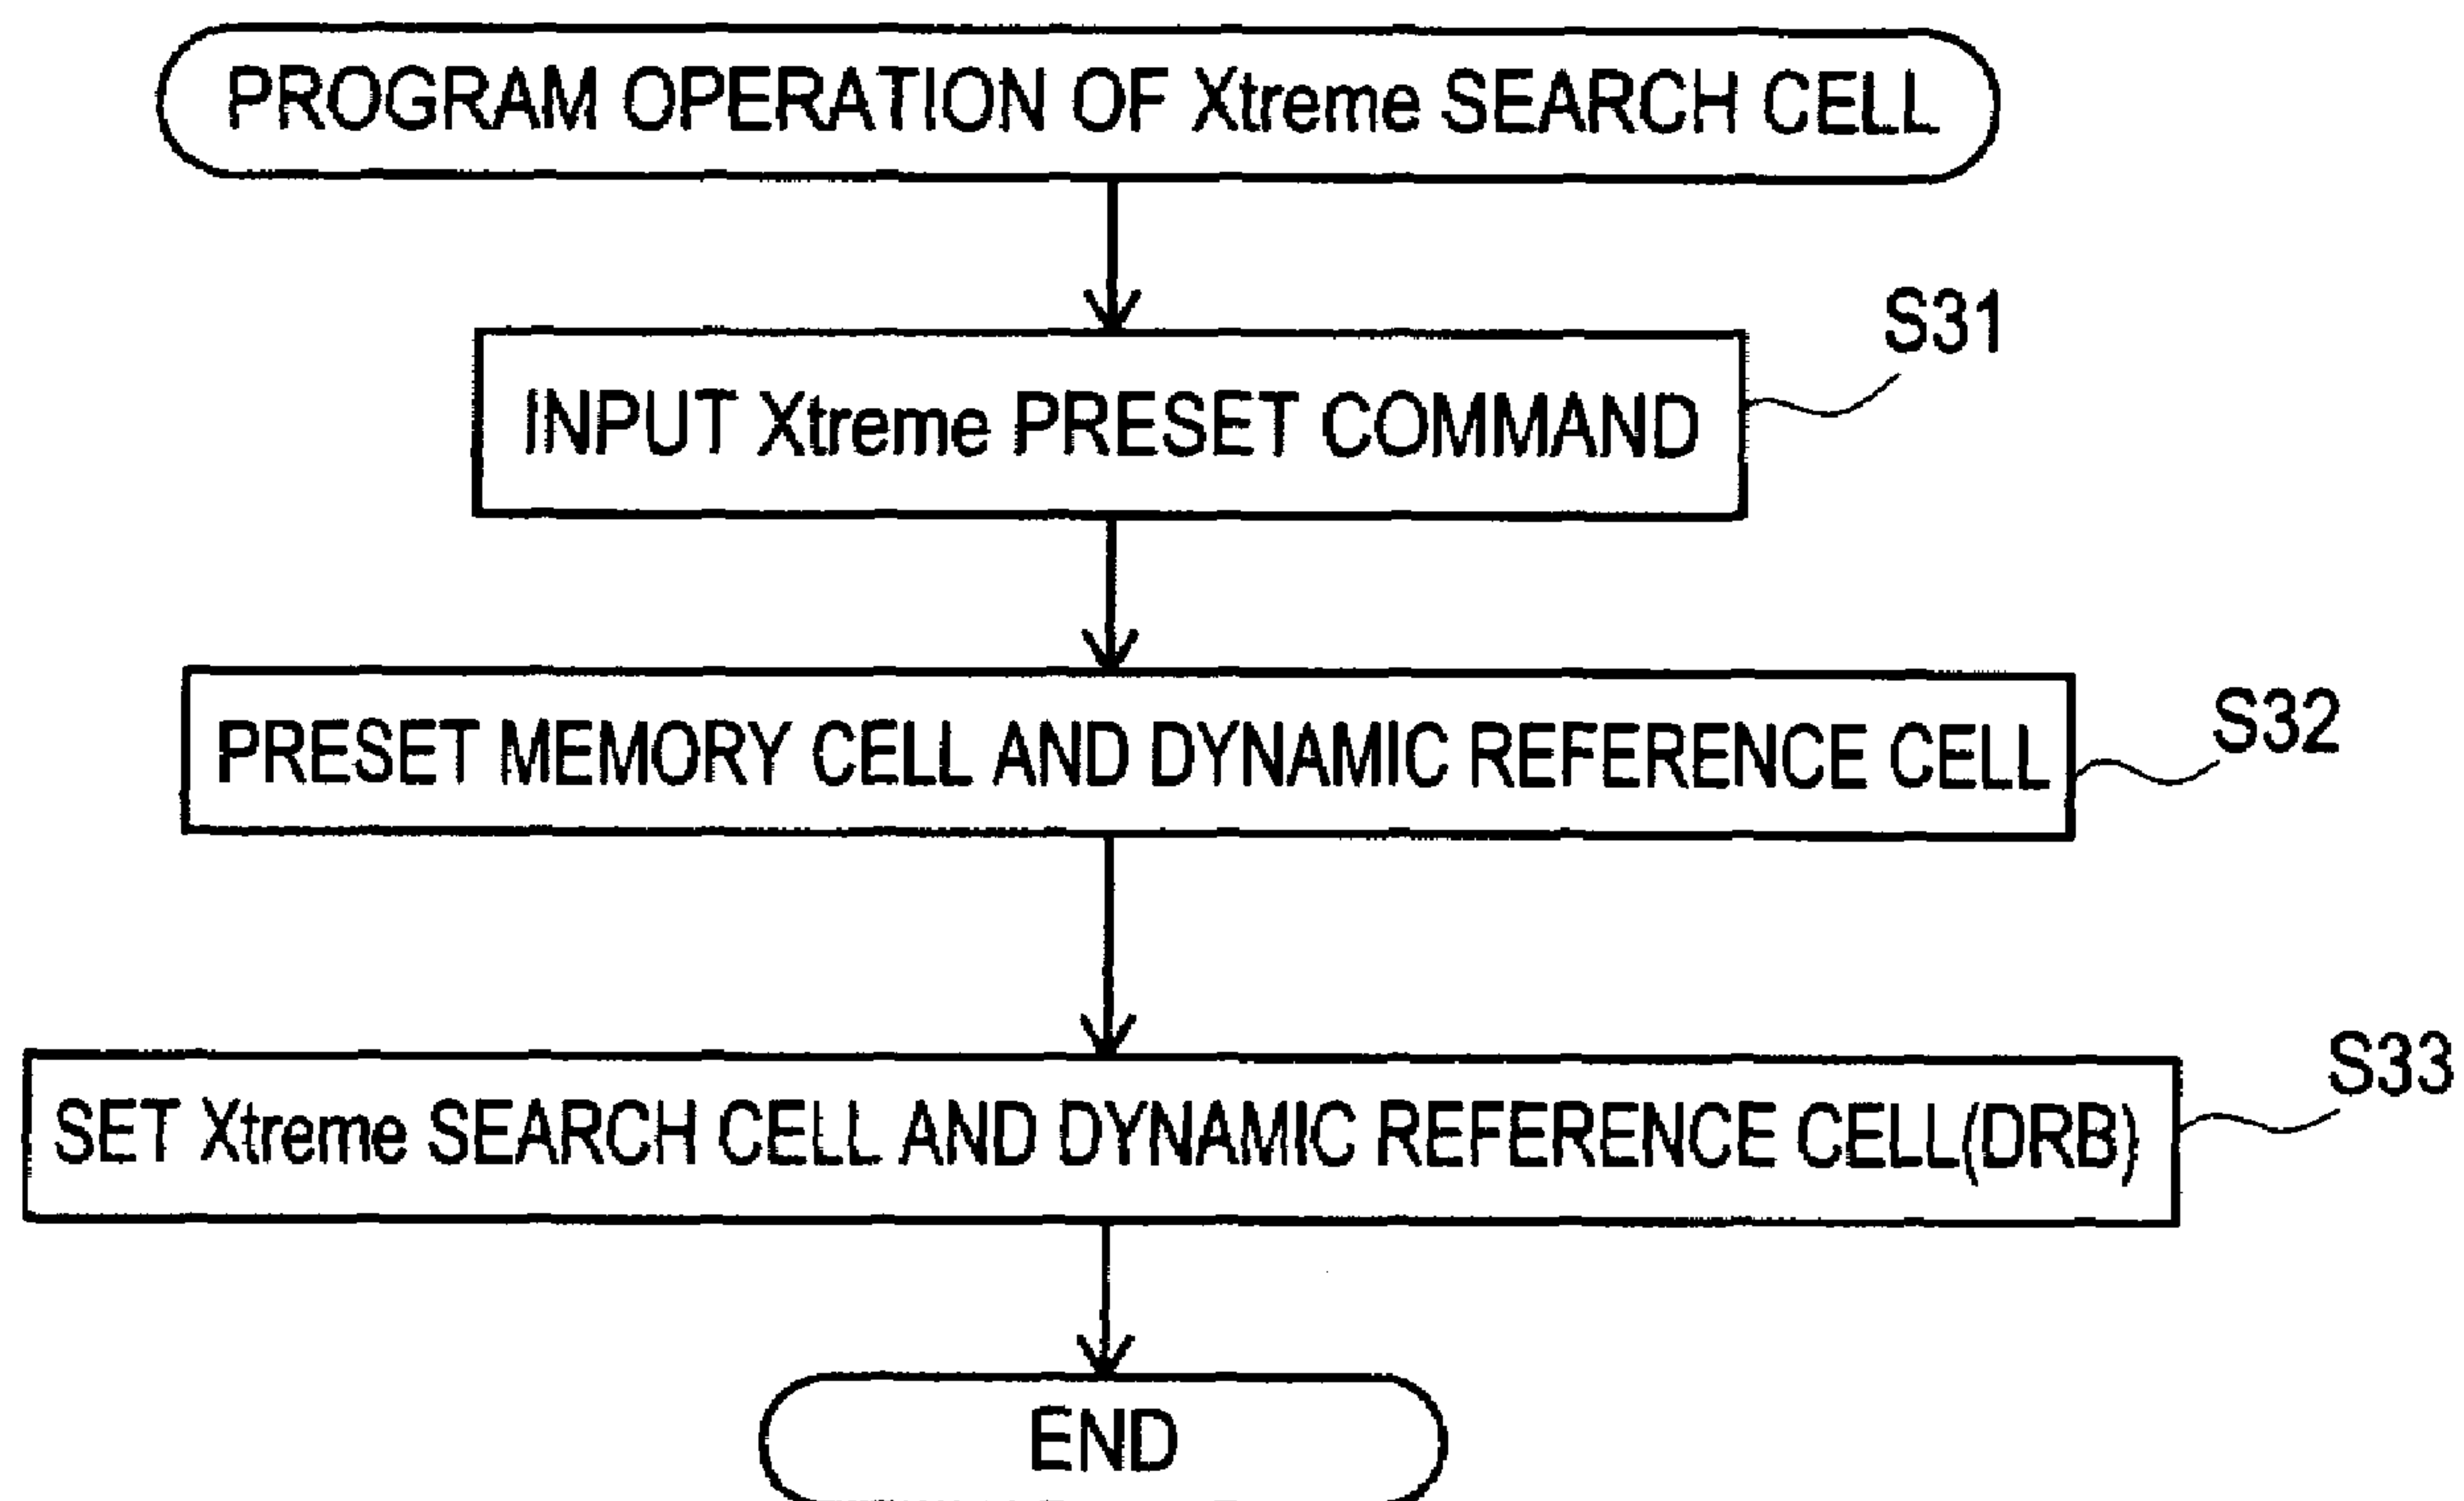 PROGRAM OPERATION OF Xtreme SEARCH CELL
S31
INPUT Xtreme PRESET COMMAND
S32
PRESET MEMORY CELL AND DYNAMIC REFERENCE CELL
S33
SET Xtreme SEARCH CELL AND DYNAMIC REFERENCE CELL(DRB)
END